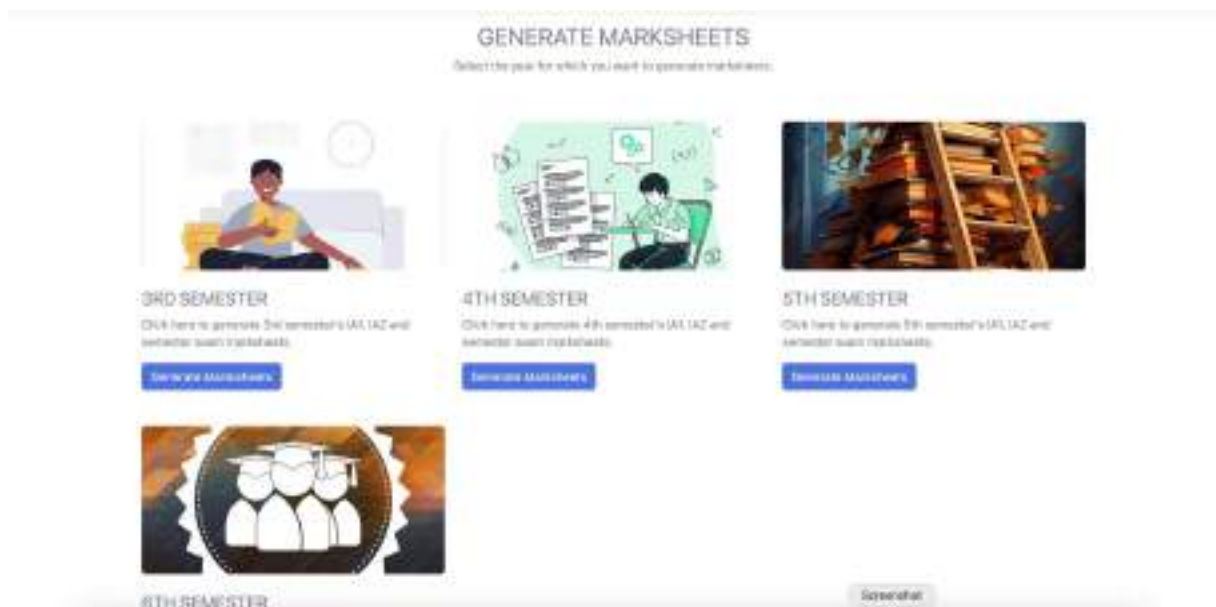 GENERATE MARKSHEETS
Select the year for which you want to generate marksheets.
3RD SEMESTER
Click here to generate 3rd semester's IA1, IA2 and
semester exam marksheets.
Generate Marksheets
4TH SEMESTER
Click here to generate 4th semester's IA1, IA2 and
semester exam marksheets.
Generate Marksheets
5TH SEMESTER
Click here to generate 5th semester's IA1, IA2 and
semester exam marksheets.
Generate Marksheets
6TH SEMESTER
Screenshot